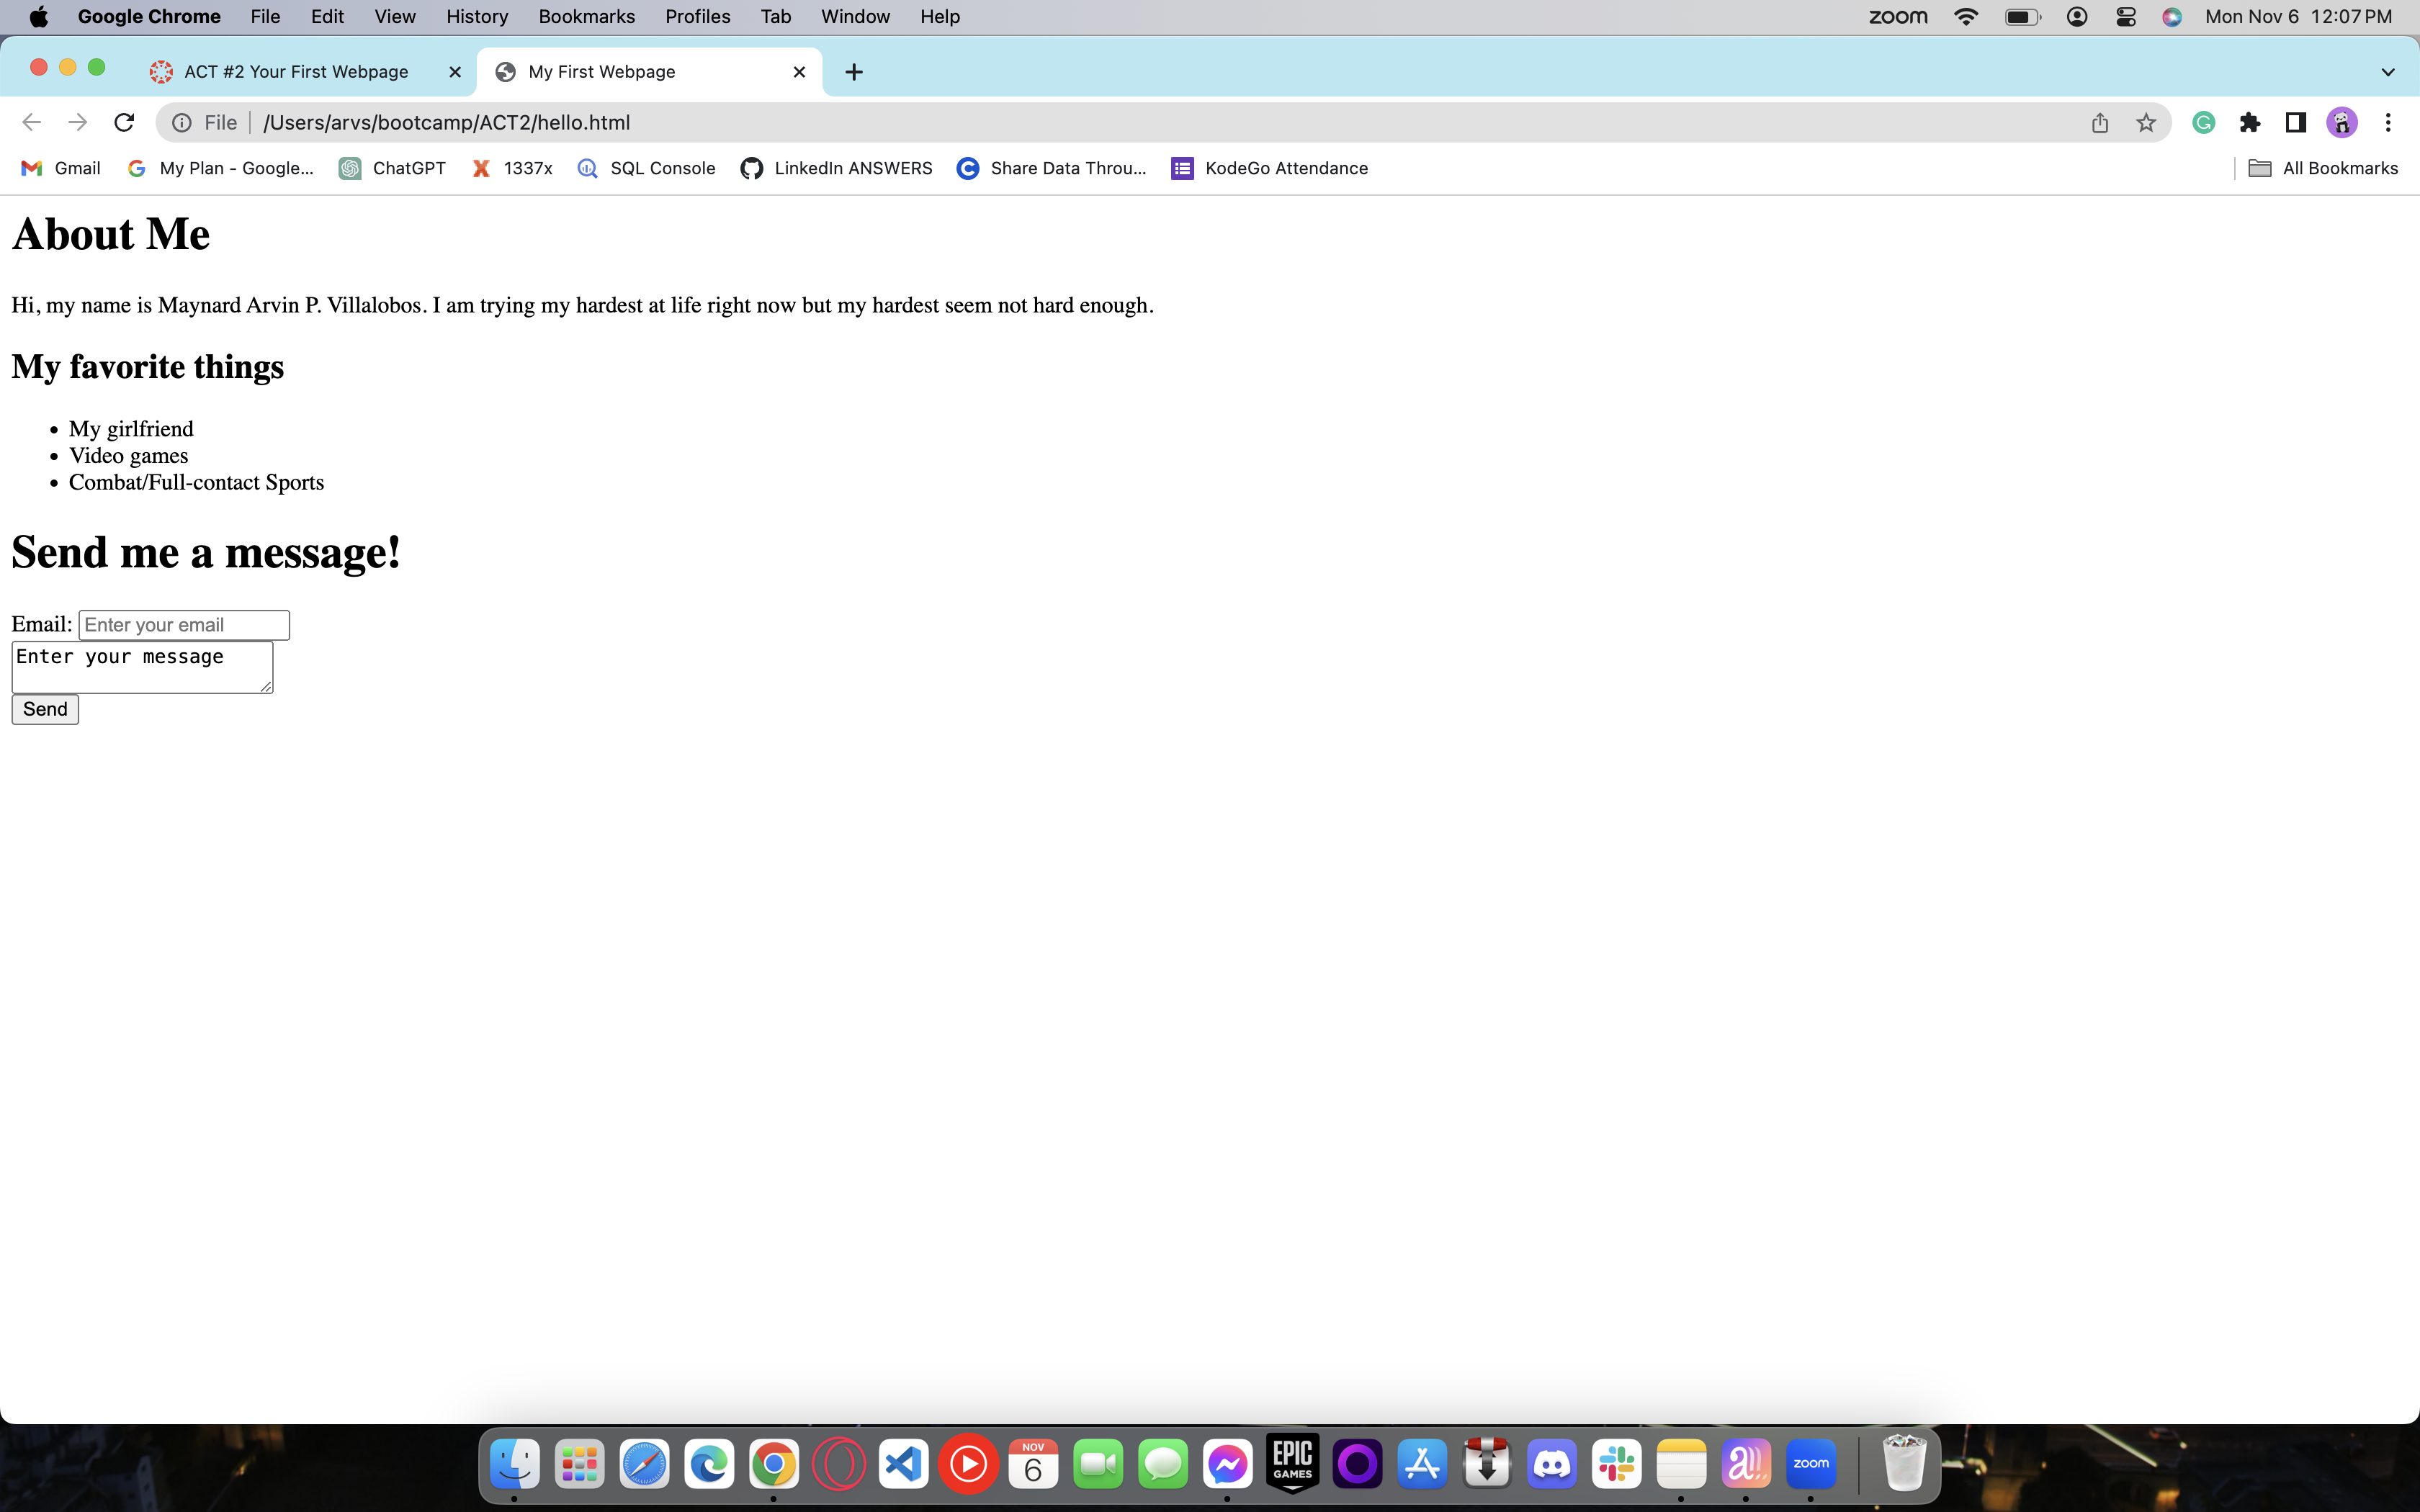 Google Chrome File Edit View History Bookmarks Profiles Tab Window Help zoom Mon Nov 6 12:07 PM
ACT #2 Your First Webpage My First Webpage
File /Users/arvs/bootcamp/ACT2/hello.html
Gmail My Plan - Google... ChatGPT 1337x SQL Console LinkedIn ANSWERS Share Data Throu... KodeGo Attendance All Bookmarks
About Me
Hi, my name is Maynard Arvin P. Villalobos. I am trying my hardest at life right now but my hardest seem not hard enough.
My favorite things
• My girlfriend
• Video games
• Combat/Full-contact Sports
Send me a message!
Email: Enter your email
Enter your message
Send
NOV
6
EPIC
GAMES
a
zoom